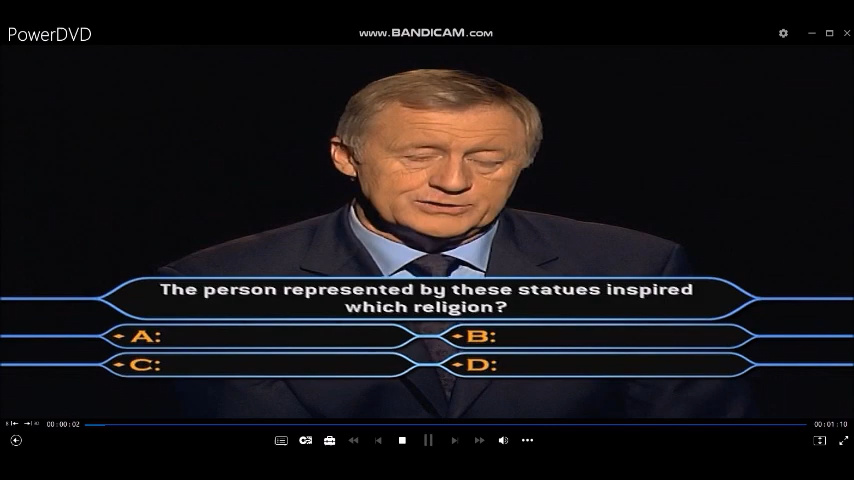 PowerDVD
www.BANDICAM.com
The person represented by these statues inspired
which religion?
A:
B:
C:
D:
00:00:02
00:01:10